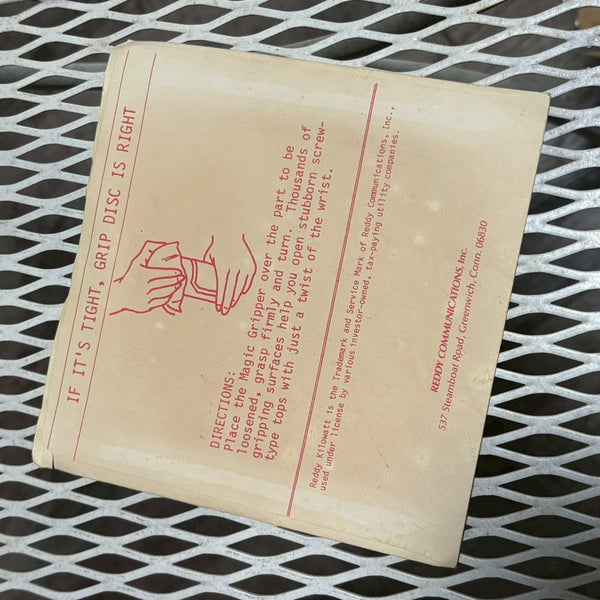 IF IT'S TIGHT, GRIP DISC IS RIGHT
DIRECTIONS:
Place the Magic Gripper over the part to be
loosened, grasp firmly and turn. Thousands of
gripping surfaces help you open stubborn screw-
type tops with just a twist of the wrist.
Reddy Kilowatt is the Trademark and Service Mark of Reddy Communications, Inc.,
used under license by various investor-owned, tax-paying utility companies.
REDDY COMMUNICATIONS, Inc.
537 Steamboat Road, Greenwich, Conn. 06830